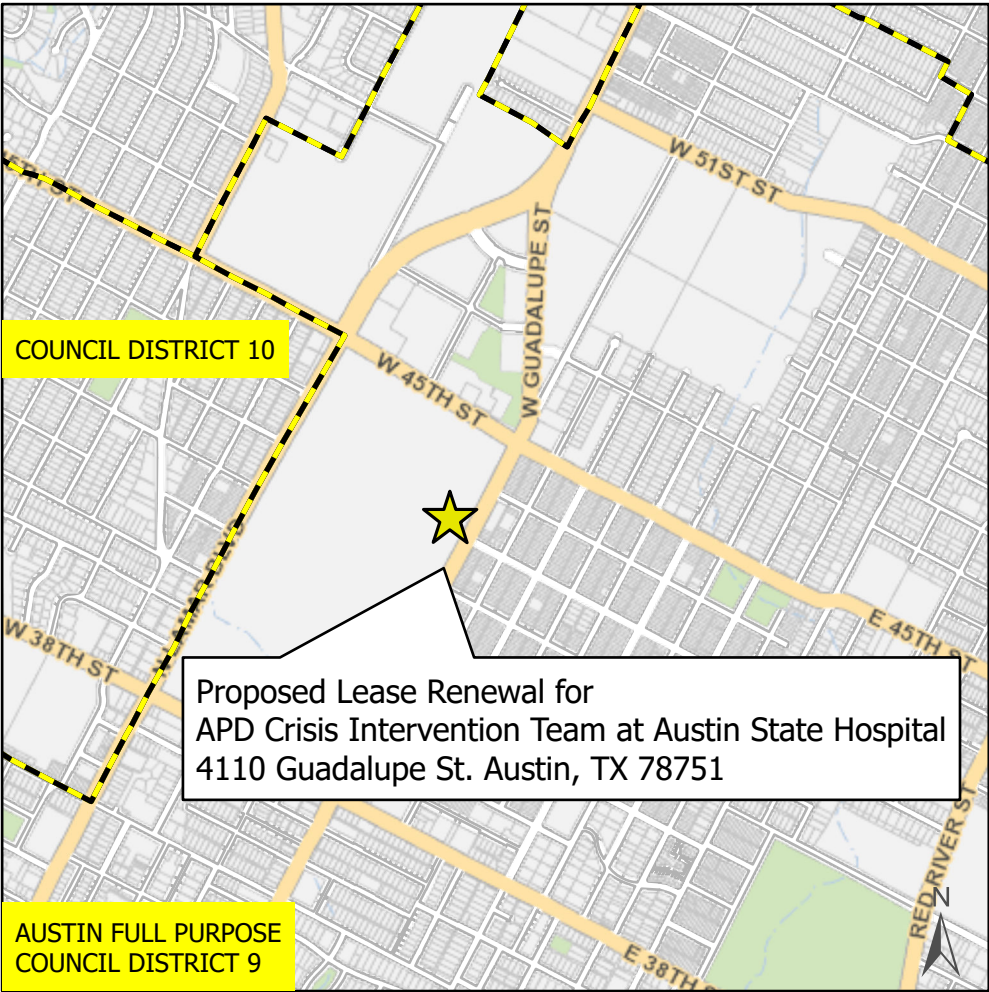 W 51ST ST
W GUADALUPE ST
COUNCIL DISTRICT 10
W 45TH ST
E 45TH ST
W 38TH ST
Proposed Lease Renewal for
APD Crisis Intervention Team at Austin State Hospital
4110 Guadalupe St. Austin, TX 78751
RED RIVER ST
N
AUSTIN FULL PURPOSE
COUNCIL DISTRICT 9
E 38TH